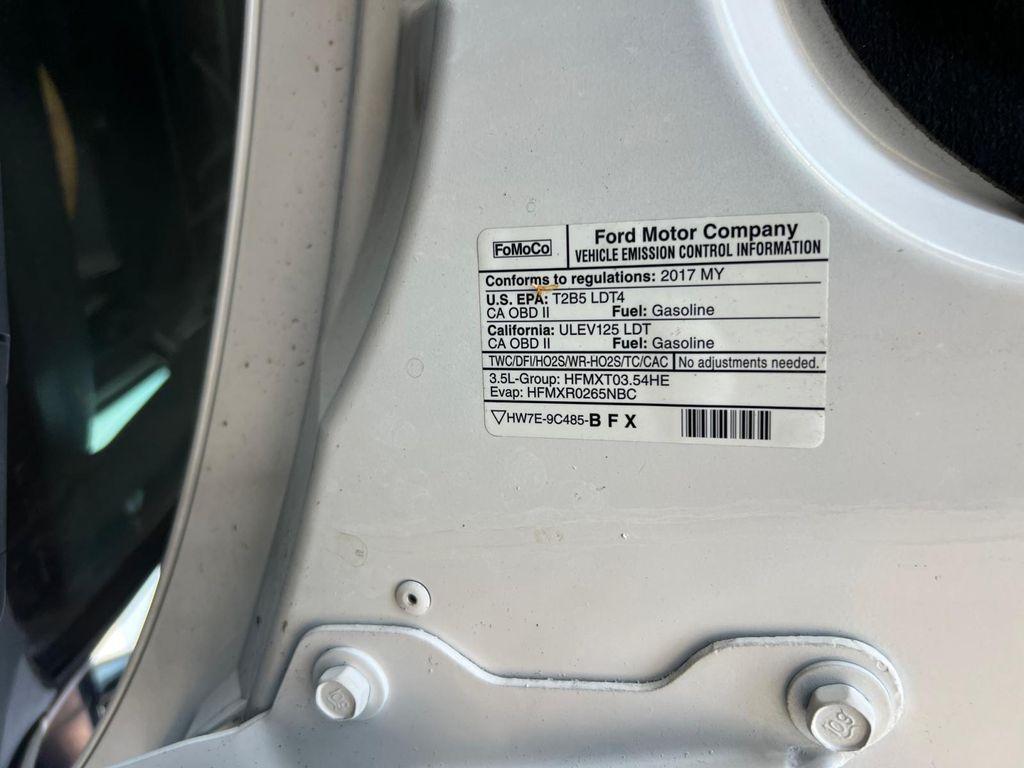 FoMoCo
Ford Motor Company
VEHICLE EMISSION CONTROL INFORMATION
Conforms to regulations: 2017 MY
U.S. EPA: T2B5 LDT4
CA OBD II Fuel: Gasoline
California: ULEV125 LDT
CA OBD II Fuel: Gasoline
TWC/DFI/HO2S/WR-HO2S/TC/CAC No adjustments needed.
3.5L-Group: HFMXT03.54HE
Evap: HFMXR0265NBC
▽HW7E-9C485-B F X